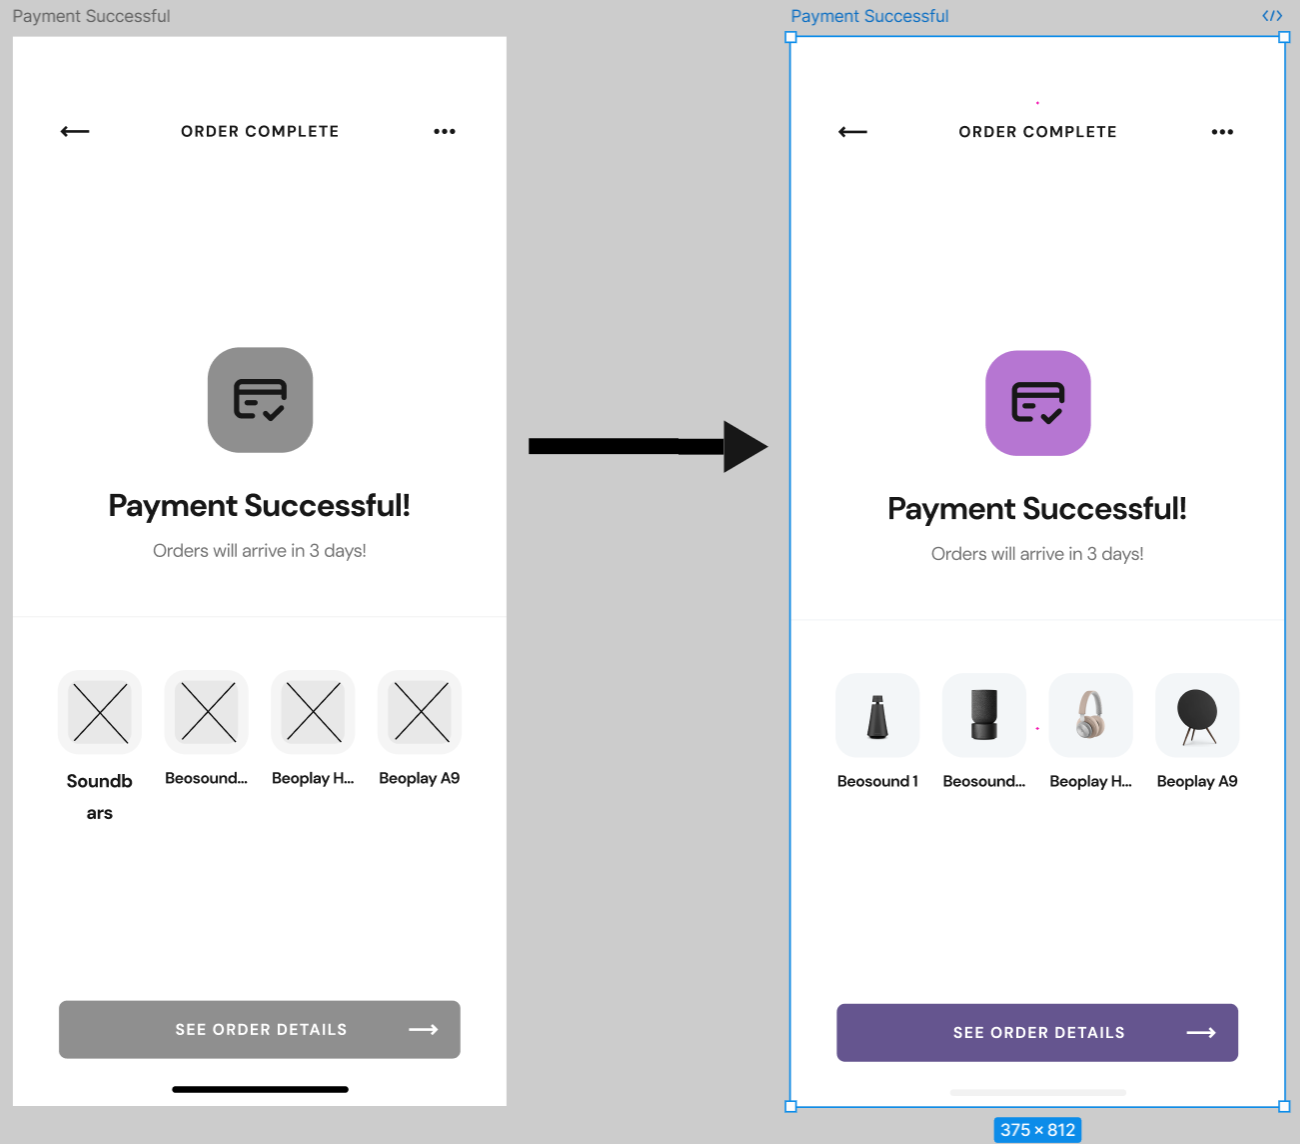 Payment Successful
ORDER COMPLETE
Payment Successful!
Orders will arrive in 3 days!
Soundb
ars
Beosound...
Beoplay H...
Beoplay A9
SEE ORDER DETAILS
Payment Successful
ORDER COMPLETE
Payment Successful!
Orders will arrive in 3 days!
Beosound 1
Beosound...
Beoplay H...
Beoplay A9
SEE ORDER DETAILS
375 × 812